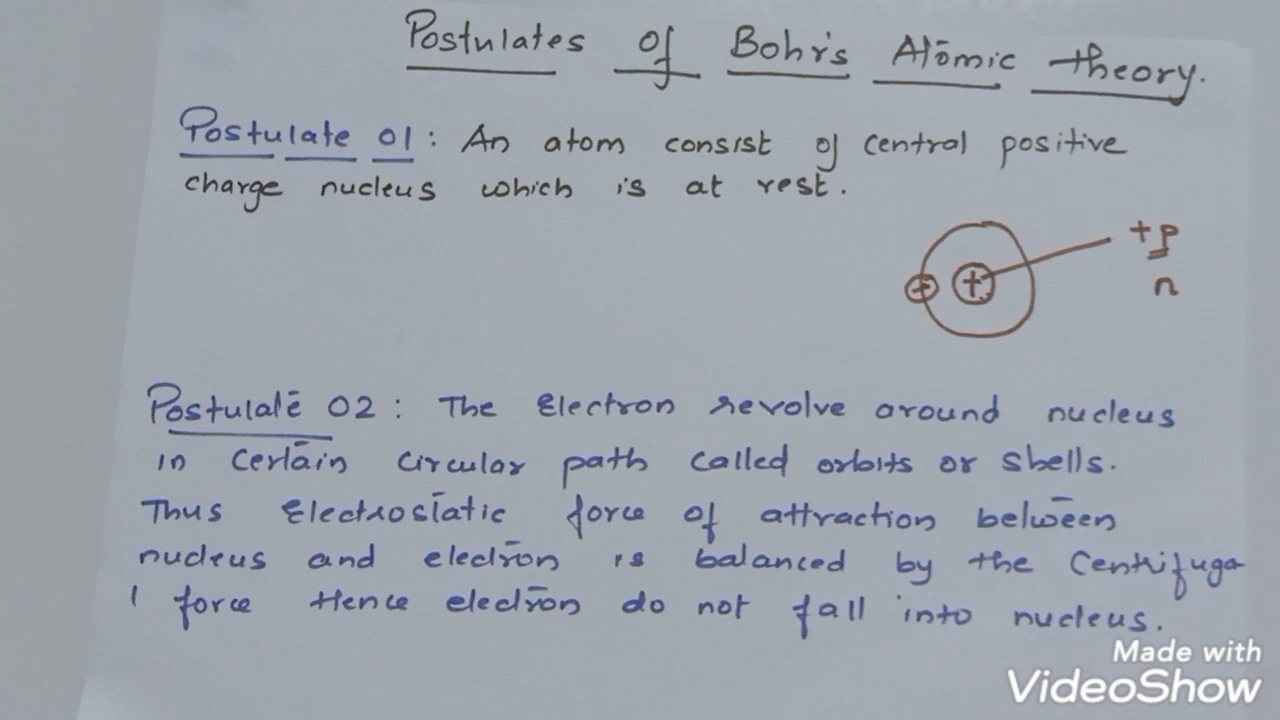 Postulates of Bohr's Atomic theory.
Postulate 01: An atom consist of central positive
charge nucleus which is at rest.
+p
n
+ +
Postulate 02: The Electron revolve around nucleus
in certain circular path called orbits or shells.
Thus Electrostatic force of attraction between
nucleus and electron is balanced by the Centrifuga
l force Hence electron do not fall into nucleus.
Made with
VideoShow